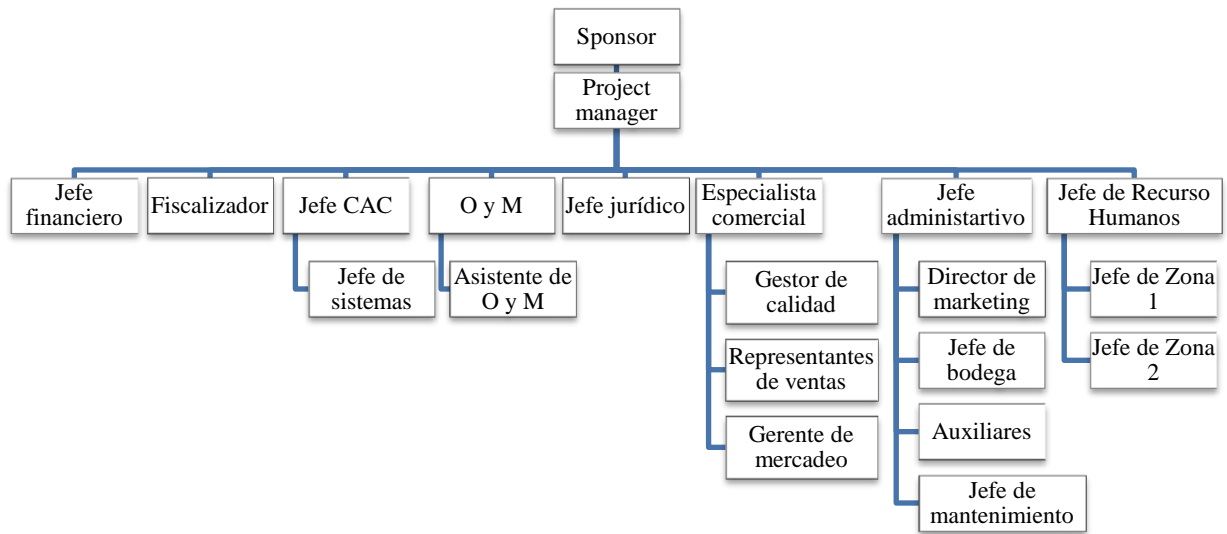 Sponsor
Project
manager
Jefe
financiero
Fiscalizador
Jefe CAC
O y M
Jefe jurídico
Especialista
comercial
Jefe
administartivo
Jefe de Recurso
Humanos
Jefe de
sistemas
Asistente de
O y M
Gestor de
calidad
Representantes
de ventas
Gerente de
mercadeo
Director de
marketing
Jefe de
bodega
Auxiliares
Jefe de
mantenimiento
Jefe de Zona
1
Jefe de Zona
2